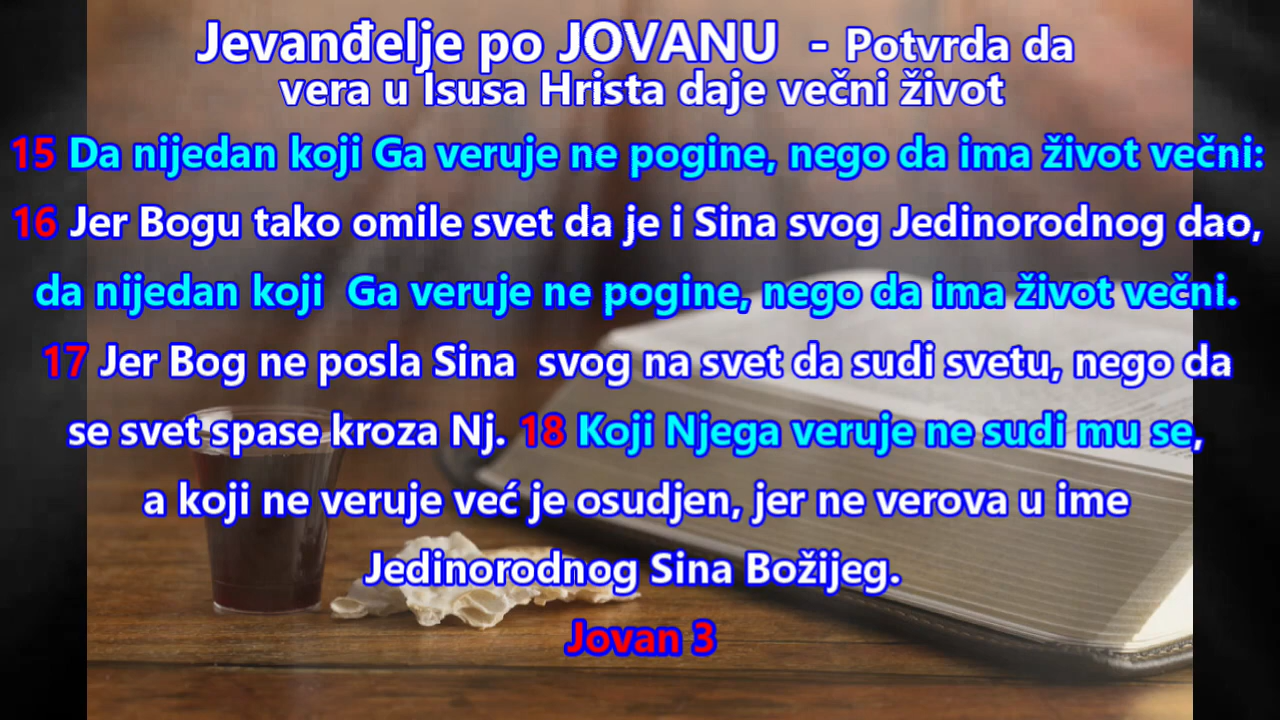 Jevanđelje po JOVANU - Potvrda da
vera u Isusa Hrista daje večni život
15 Da nijedan koji Ga veruje ne pogine, nego da ima život večni:
16 Jer Bogu tako omile svet da je i Sina svog Jedinorodnog dao,
da nijedan koji Ga veruje ne pogine, nego da ima život večni.
17 Jer Bog ne posla Sina svog na svet da sudi svetu, nego da
se svet spase kroza Nj. 18 Koji Njega veruje ne sudi mu se,
a koji ne veruje već je osudjen, jer ne verova u ime
Jedinorodnog Sina Božijeg.
Jovan 3